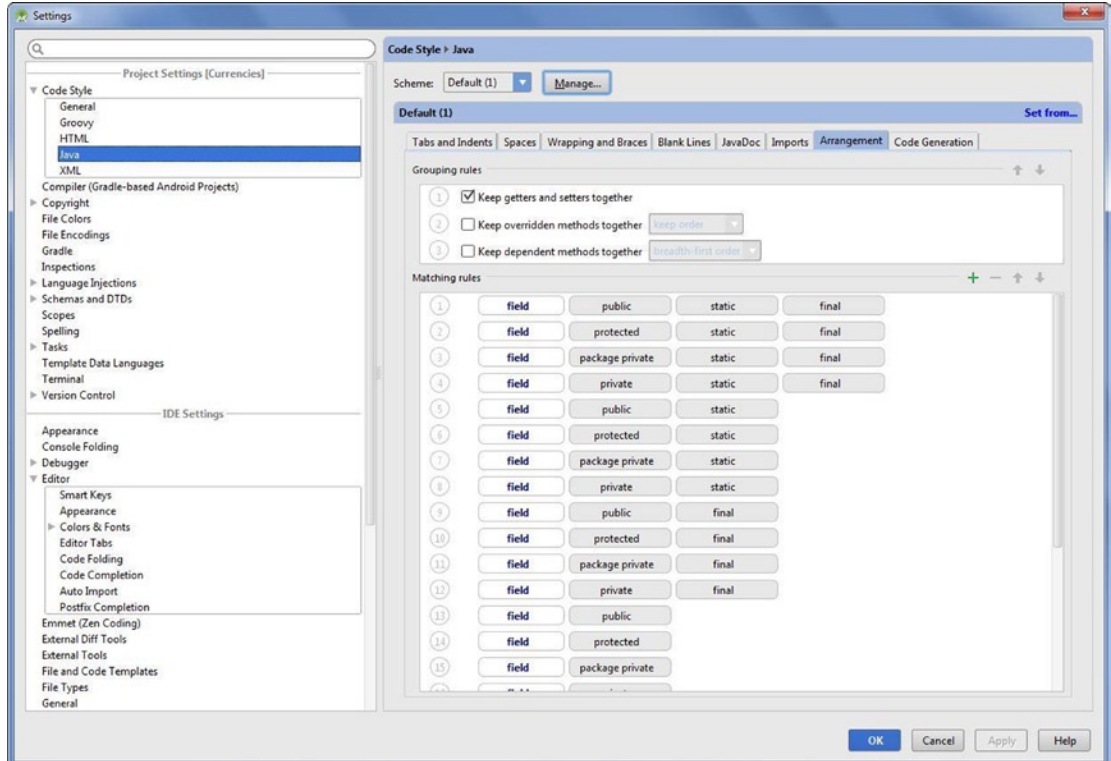 Settings
Project Settings [Currencies]
Code Style
General
Groovy
HTML
Java
XML
Compiler (Gradle-based Android Projects)
Copyright
File Colors
File Encodings
Gradle
Inspections
Language Injections
Schemas and DTDs
Scopes
Spelling
Tasks
Template Data Languages
Terminal
Version Control
IDE Settings
Appearance
Console Folding
Debugger
Editor
Smart Keys
Appearance
Colors & Fonts
Editor Tabs
Code Folding
Code Completion
Auto Import
Postfix Completion
Emmet (Zen Coding)
External Diff Tools
External Tools
File and Code Templates
File Types
General
Code Style ▸ Java
Scheme: Default (1) Manage...
Default (1) Set from...
Tabs and Indents Spaces Wrapping and Braces Blank Lines JavaDoc Imports Arrangement Code Generation
Grouping rules
1 Keep getters and setters together
2 Keep overridden methods together keep order
3 Keep dependent methods together breadth-first order
Matching rules
1 field public static final
2 field protected static final
3 field package private static final
4 field private static final
5 field public static
6 field protected static
7 field package private static
8 field private static
9 field public final
10 field protected final
11 field package private final
12 field private final
13 field public
14 field protected
15 field package private
OK Cancel Apply Help